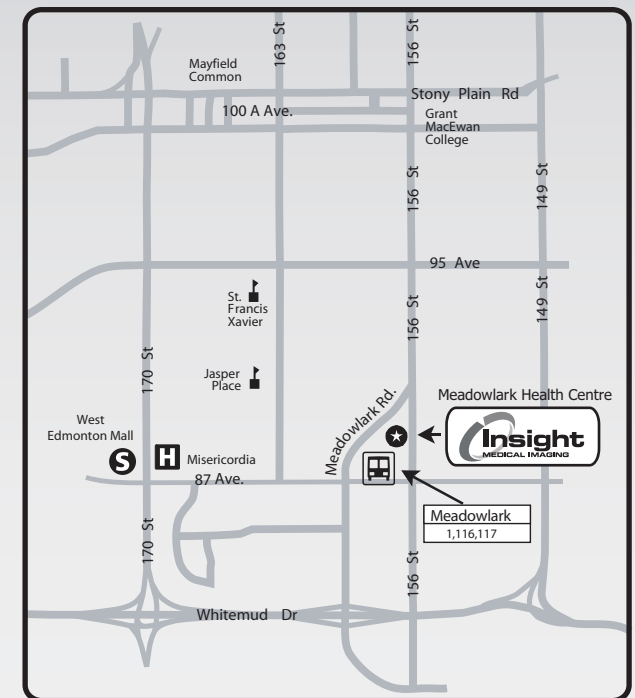 163 St
156 St
Mayfield
Common
Stony Plain Rd
100 A Ave.
Grant
MacEwan
College
156 St
149 St
95 Ave
St.
Francis
Xavier
156 St
149 St
170 St
Jasper
Place
Meadowlark Rd.
Meadowlark Health Centre
Insight
MEDICAL IMAGING
West
Edmonton Mall
S
H
Misericordia
87 Ave.
Meadowlark
1,116,117
170 St
156 St
Whitemud Dr